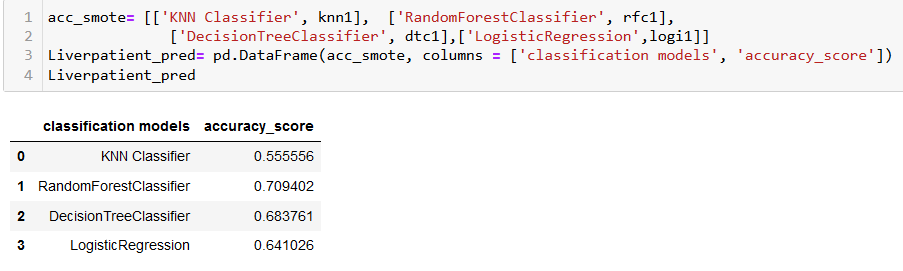 1 acc_smote= [['KNN Classifier', knn1],  ['RandomForestClassifier', rfc1],
2               ['DecisionTreeClassifier', dtc1],['LogisticRegression',logi1]]
3 Liverpatient_pred= pd.DataFrame(acc_smote, columns = ['classification models', 'accuracy_score'])
4 Liverpatient_pred
classification models accuracy_score
0 KNN Classifier 0.555556
1 RandomForestClassifier 0.709402
2 DecisionTreeClassifier 0.683761
3 LogisticRegression 0.641026